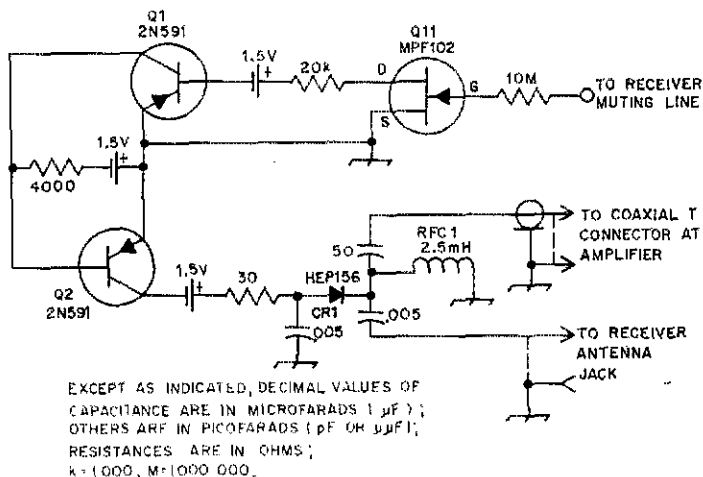 Q1
2N591
Q11
MPF102
1.5V
+
20k
D
G
S
10M
TO RECEIVER
MUTING LINE
1.5V
+
4000
Q2
2N591
1.5V
+
30
HEP156
CR1
.005
50
RFC1
2.5mH
.005
TO COAXIAL T
CONNECTOR AT
AMPLIFIER
TO RECEIVER
ANTENNA
JACK
EXCEPT AS INDICATED, DECIMAL VALUES OF
CAPACITANCE ARE IN MICROFARADS (µF);
OTHERS ARE IN PICOFARADS (pF OR µµF);
RESISTANCES ARE IN OHMS;
k=1000, M=1000 000.